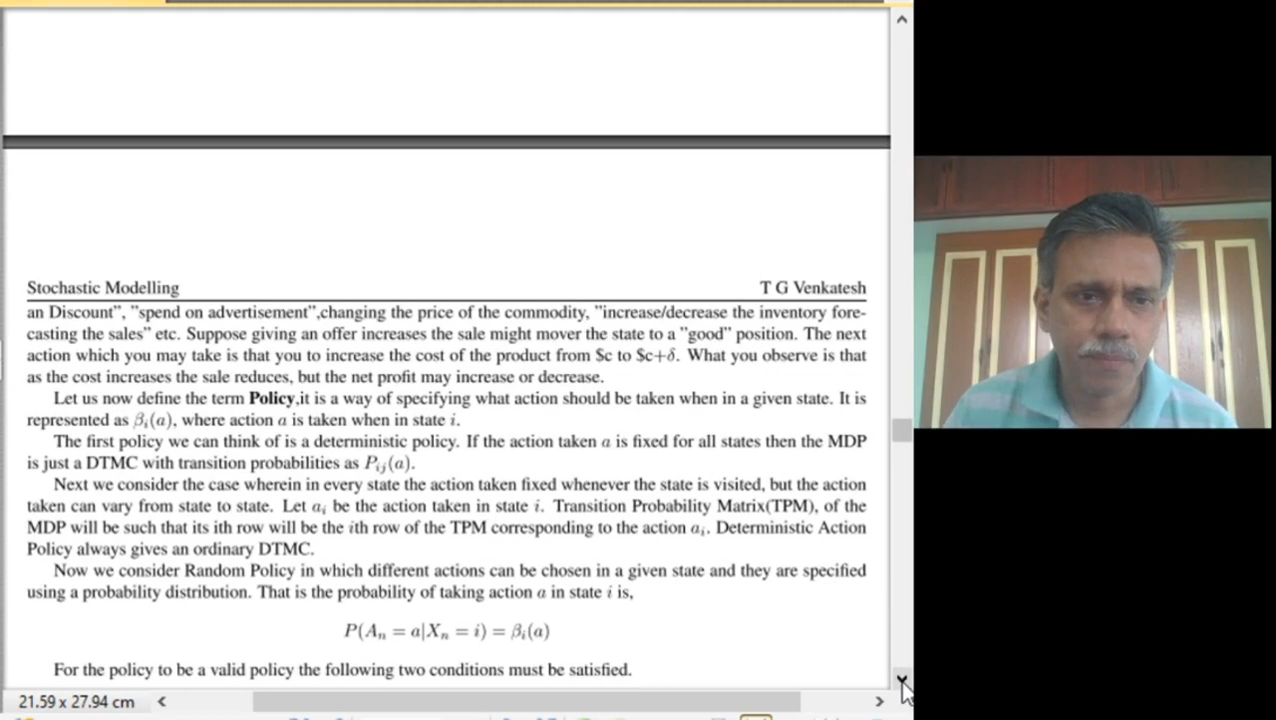 Stochastic Modelling T G Venkatesh
an Discount", "spend on advertisement",changing the price of the commodity, "increase/decrease the inventory fore-
casting the sales" etc. Suppose giving an offer increases the sale might mover the state to a "good" position. The next
action which you may take is that you to increase the cost of the product from $c to $c+δ. What you observe is that
as the cost increases the sale reduces, but the net profit may increase or decrease.
Let us now define the term Policy,it is a way of specifying what action should be taken when in a given state. It is
represented as βᵢ(a), where action a is taken when in state i.
The first policy we can think of is a deterministic policy. If the action taken a is fixed for all states then the MDP
is just a DTMC with transition probabilities as Pᵢⱼ(a).
Next we consider the case wherein in every state the action taken fixed whenever the state is visited, but the action
taken can vary from state to state. Let aᵢ be the action taken in state i. Transition Probability Matrix(TPM), of the
MDP will be such that its ith row will be the ith row of the TPM corresponding to the action aᵢ. Deterministic Action
Policy always gives an ordinary DTMC.
Now we consider Random Policy in which different actions can be chosen in a given state and they are specified
using a probability distribution. That is the probability of taking action a in state i is,
P(Aₙ = a|Xₙ = i) = βᵢ(a)
For the policy to be a valid policy the following two conditions must be satisfied.
21.59 x 27.94 cm